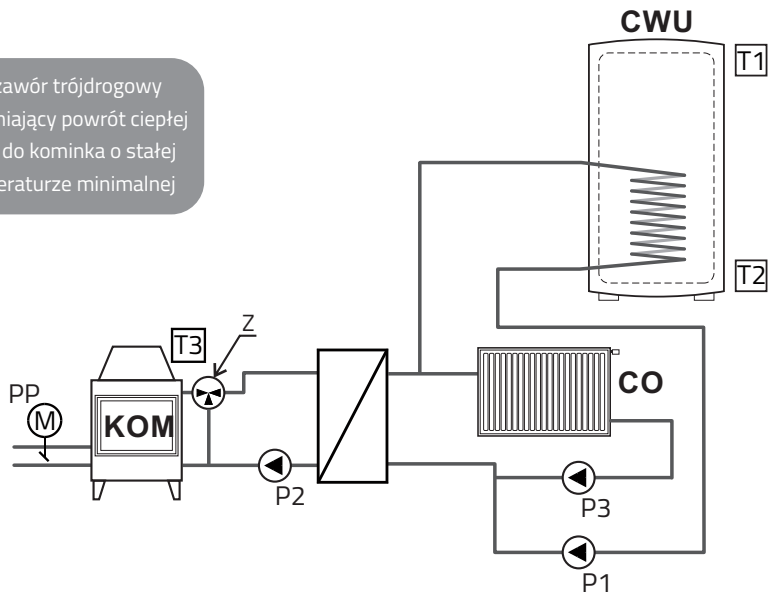 CWU
T1
zawór trójdrogowy
niający powrót ciepłej
do kominka o stałej
eraturze minimalnej
T2
Z
T3
PP
M
KOM
CO
P2
P3
P1